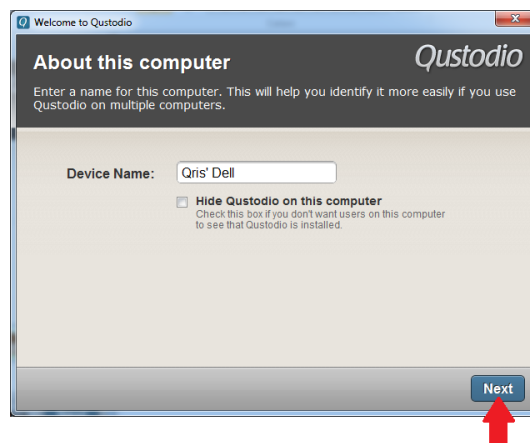 Welcome to Qustodio
About this computer
Qustodio
Enter a name for this computer. This will help you identify it more easily if you use
Qustodio on multiple computers.
Device Name:
Qris' Dell
Hide Qustodio on this computer
Check this box if you don't want users on this computer
to see that Qustodio is installed.
Next